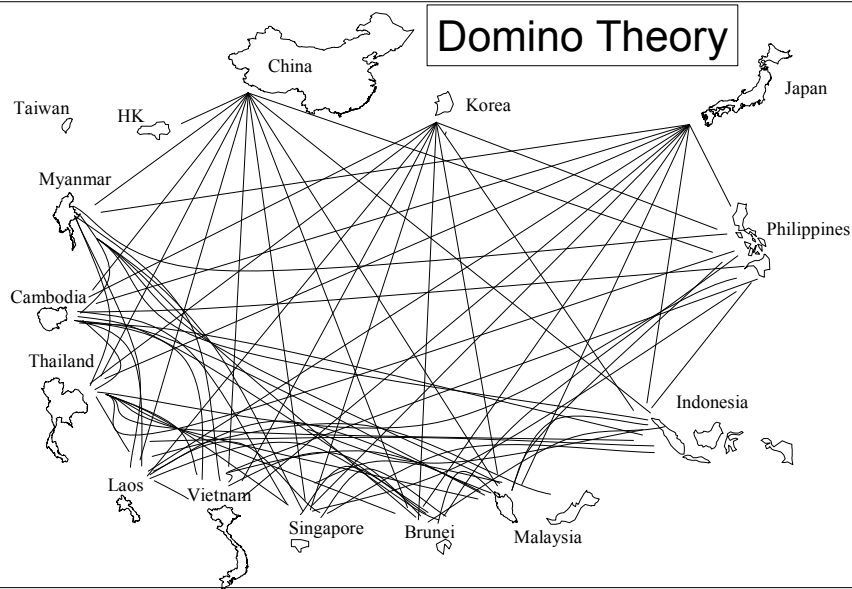 Domino Theory
China
Japan
Korea
Taiwan
HK
Myanmar
Philippines
Cambodia
Thailand
Indonesia
Laos
Vietnam
Singapore
Brunei
Malaysia